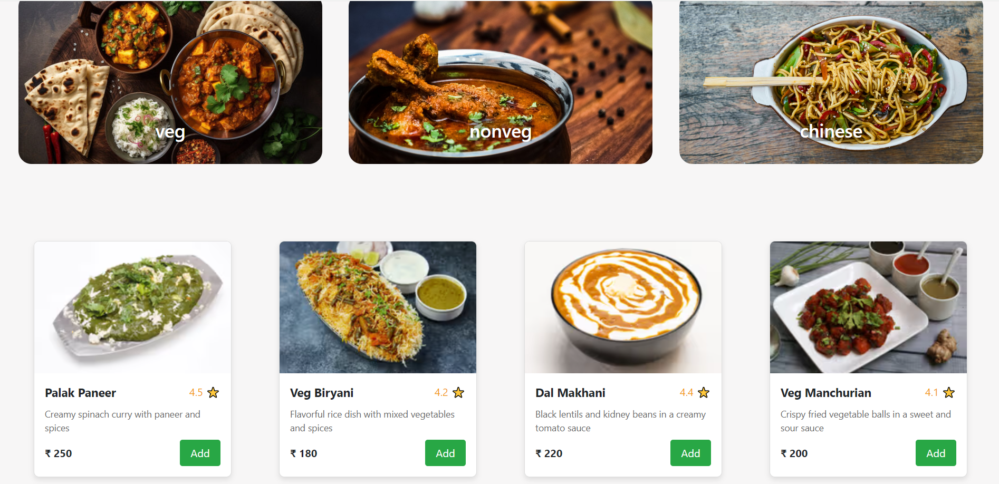 veg
nonveg
chinese
Palak Paneer 4.5
Creamy spinach curry with paneer and
spices
₹ 250 Add
Veg Biryani 4.2
Flavorful rice dish with mixed vegetables
and spices
₹ 180 Add
Dal Makhani 4.4
Black lentils and kidney beans in a creamy
tomato sauce
₹ 220 Add
Veg Manchurian 4.1
Crispy fried vegetable balls in a sweet and
sour sauce
₹ 200 Add